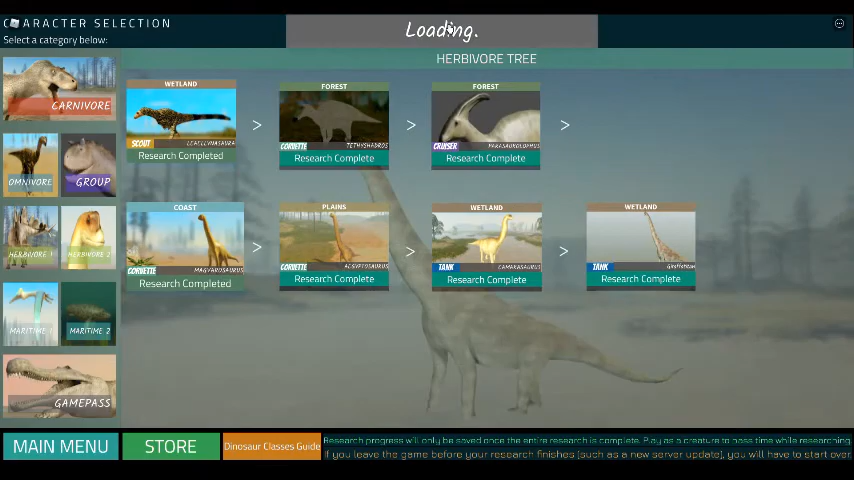 CHARACTER SELECTION
Select a category below:
Loading.
HERBIVORE TREE
CARNIVORE
OMNIVORE
GROUP
HERBIVORE 1
HERBIVORE 2
MARITIME 1
MARITIME 2
GAMEPASS
WETLAND
SCOUT
LEAELLYNASAURA
Research Completed
>
FOREST
CORVETTE
TETHYSHADROS
Research Complete
>
FOREST
CRUISER
PARASAUROLOPHUS
Research Complete
>
COAST
CORVETTE
MAGYAROSAURUS
Research Completed
>
PLAINS
CORVETTE
AEGYPTOSAURUS
Research Complete
>
WETLAND
TANK
CAMARASAURUS
Research Complete
>
WETLAND
TANK
Giraffatitan
Research Complete
MAIN MENU
STORE
Dinosaur Classes Guide
Research progress will only be saved once the entire research is complete. Play as a creature to pass time while researching.
If you leave the game before your research finishes (such as a new server update), you will have to start over.